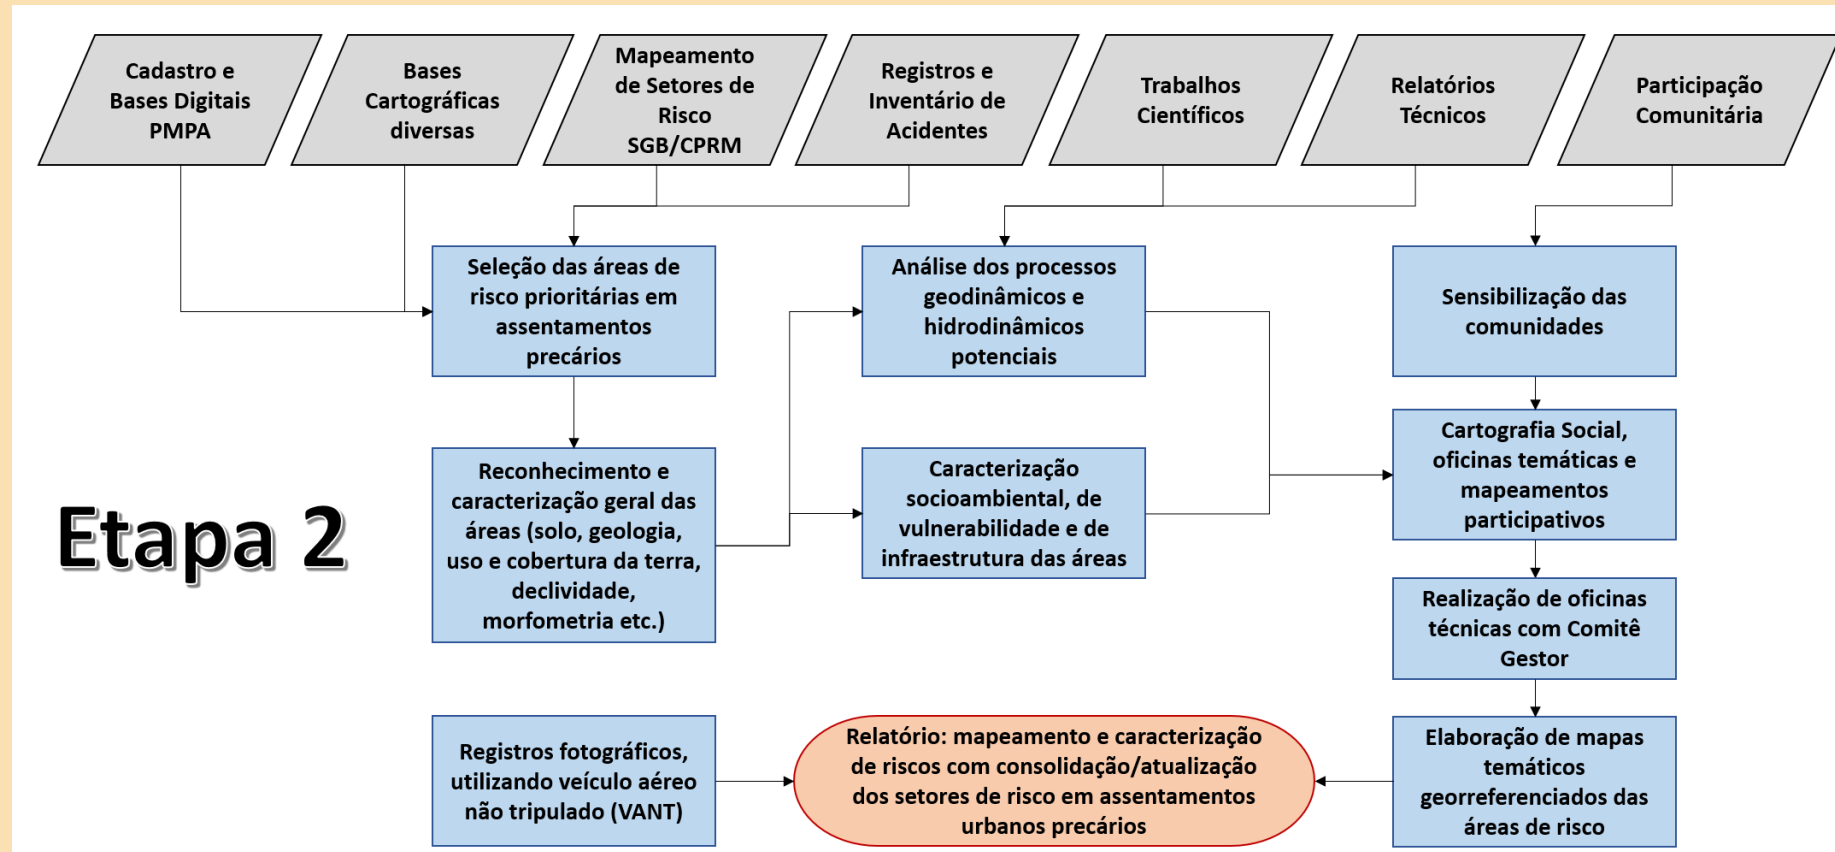 Cadastro e
Bases Digitais
PMPA
Bases
Cartográficas
diversas
Mapeamento
de Setores de
Risco
SGB/CPRM
Registros e
Inventário de
Acidentes
Trabalhos
Científicos
Relatórios
Técnicos
Participação
Comunitária
Seleção das áreas de
risco prioritárias em
assentamentos
precários
Análise dos processos
geodinâmicos e
hidrodinâmicos
potenciais
Sensibilização das
comunidades
Etapa 2
Reconhecimento e
caracterização geral das
áreas (solo, geologia,
uso e cobertura da terra,
declividade,
morfometria etc.)
Caracterização
socioambiental, de
vulnerabilidade e de
infraestrutura das áreas
Cartografia Social,
oficinas temáticas e
mapeamentos
participativos
Realização de oficinas
técnicas com Comitê
Gestor
Registros fotográficos,
utilizando veículo aéreo
não tripulado (VANT)
Relatório: mapeamento e caracterização
de riscos com consolidação/atualização
dos setores de risco em assentamentos
urbanos precários
Elaboração de mapas
temáticos
georreferenciados das
áreas de risco